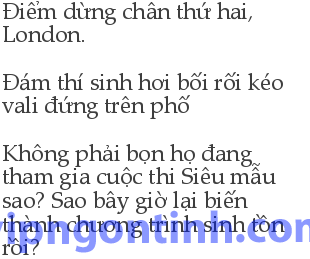 Điểm dừng chân thứ hai,
London.
Đám thí sinh hơi bối rối kéo
vali đứng trên phố
Không phải bọn họ đang
tham gia cuộc thi Siêu mẫu
sao? Sao bây giờ lại biến
thành chương trình sinh tồn
rồi?
vipngontinh.com